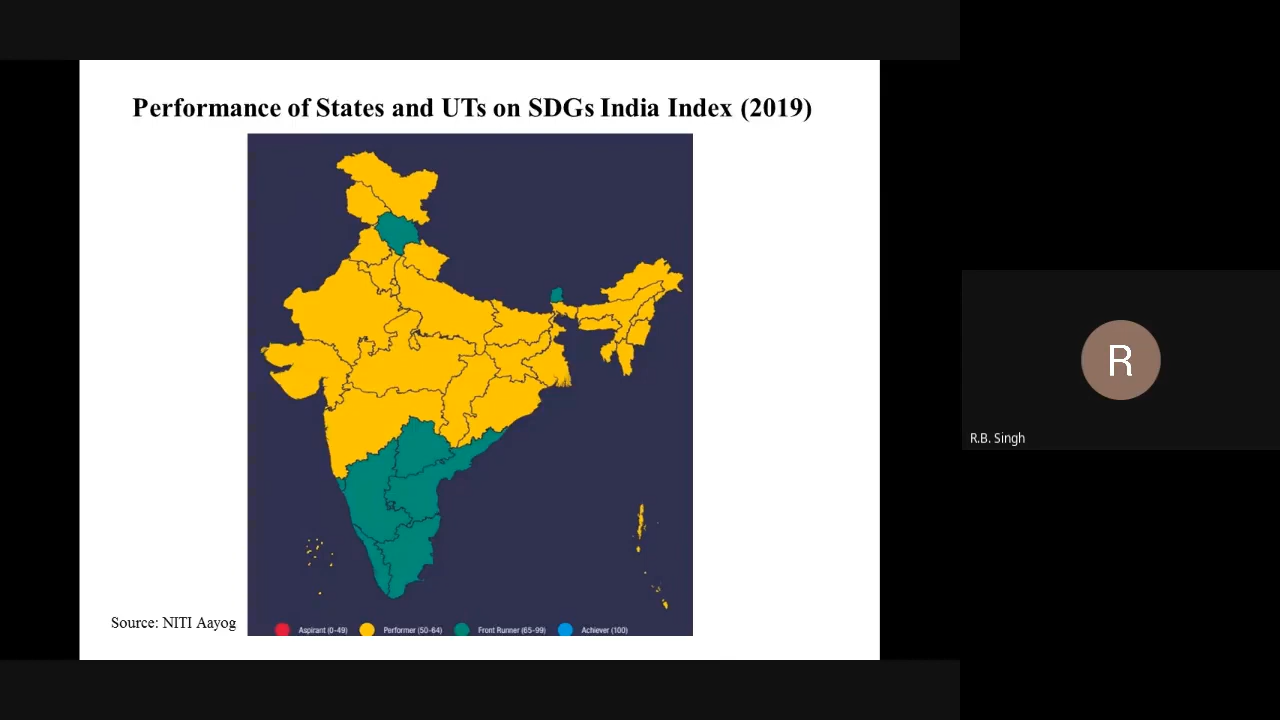 Performance of States and UTs on SDGs India Index (2019)
Source: NITI Aayog
Aspirant (0-49) Performer (50-64) Front Runner (65-99) Achiever (100)
R
R.B. Singh